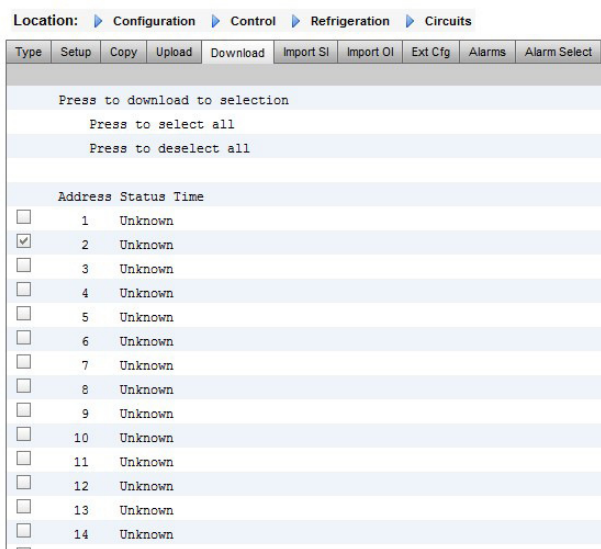 Location: Configuration Control Refrigeration Circuits
Type Setup Copy Upload Download Import SI Import OI Ext Cfg Alarms Alarm Select
Press to download to selection
Press to select all
Press to deselect all
Address Status Time
1 Unknown
2 Unknown
3 Unknown
4 Unknown
5 Unknown
6 Unknown
7 Unknown
8 Unknown
9 Unknown
10 Unknown
11 Unknown
12 Unknown
13 Unknown
14 Unknown